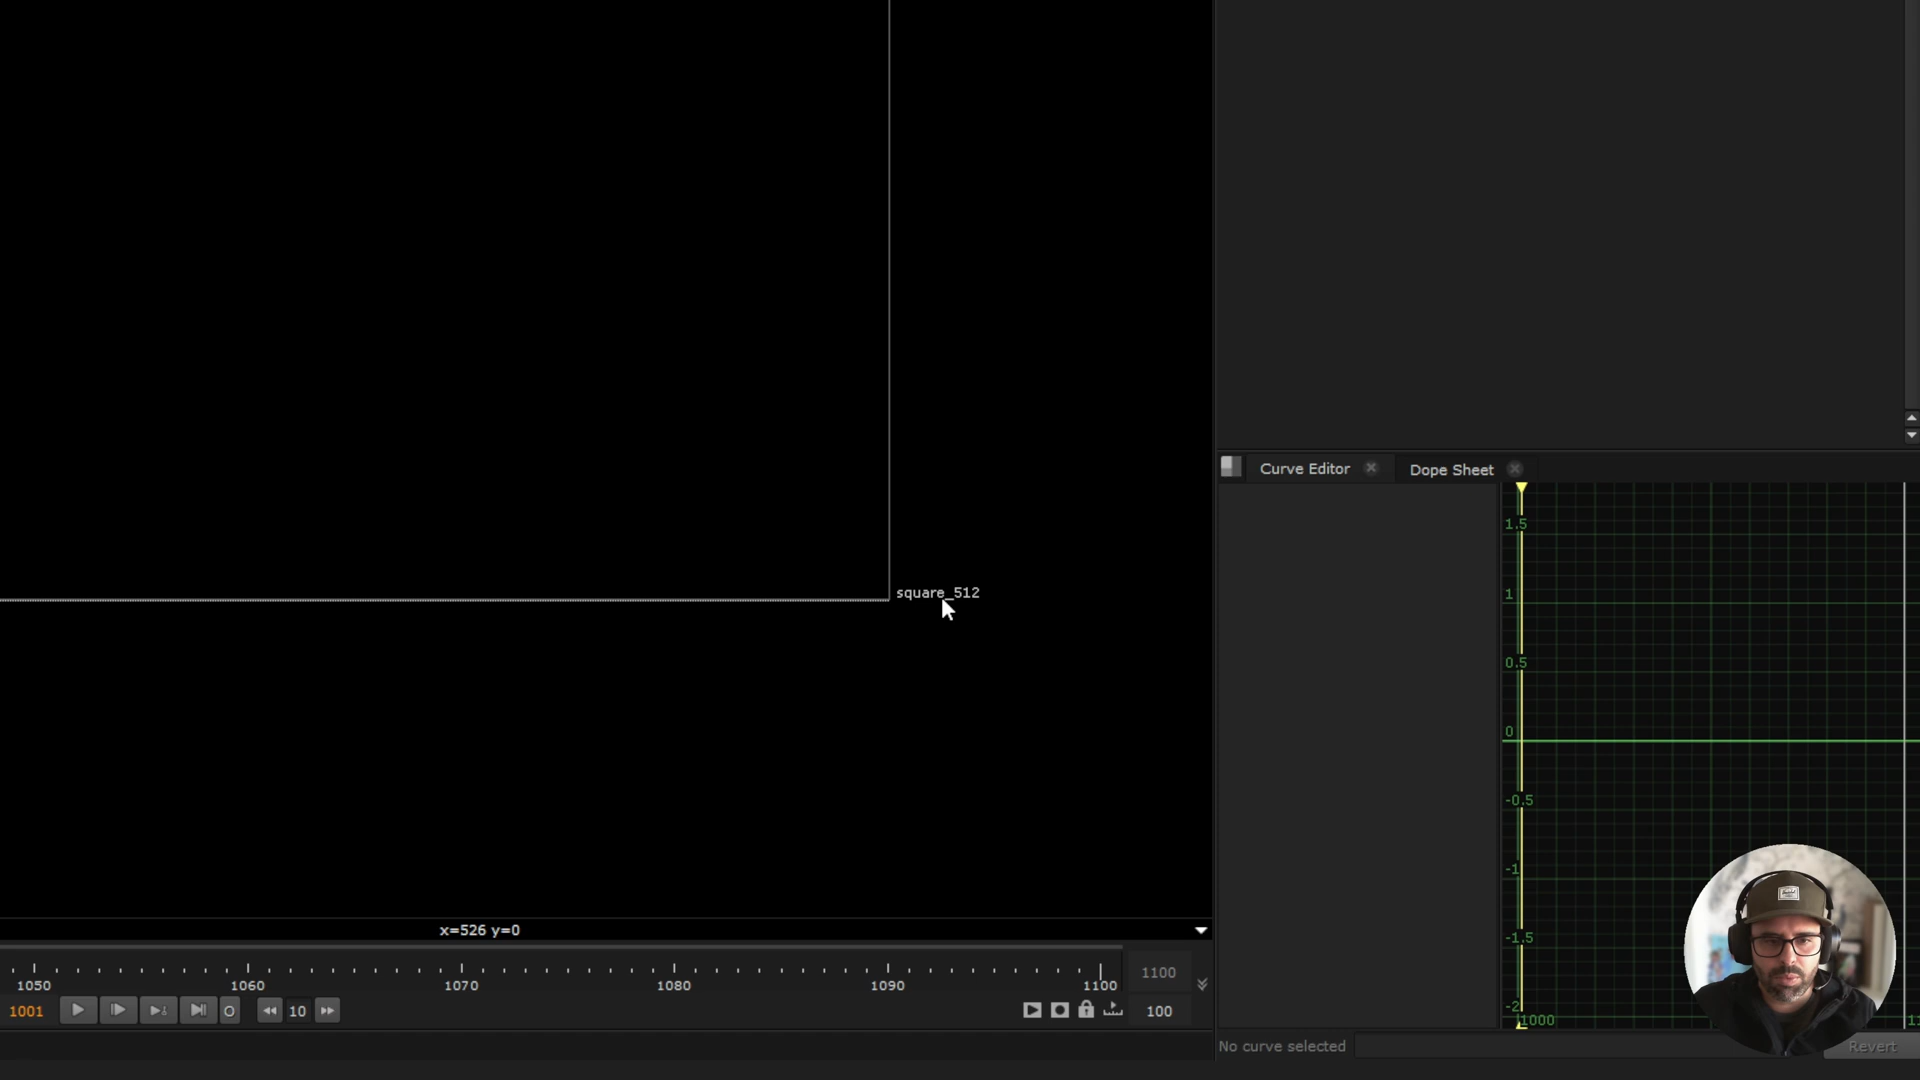 Curve Editor
Dope Sheet
1.5
1
square_512
0.5
0
-0.5
-1
x=526 y=0
-1.5
1050 1060 1070 1080 1090 1100
1100
1001
10
100
-2
1000
No curve selected
Revert